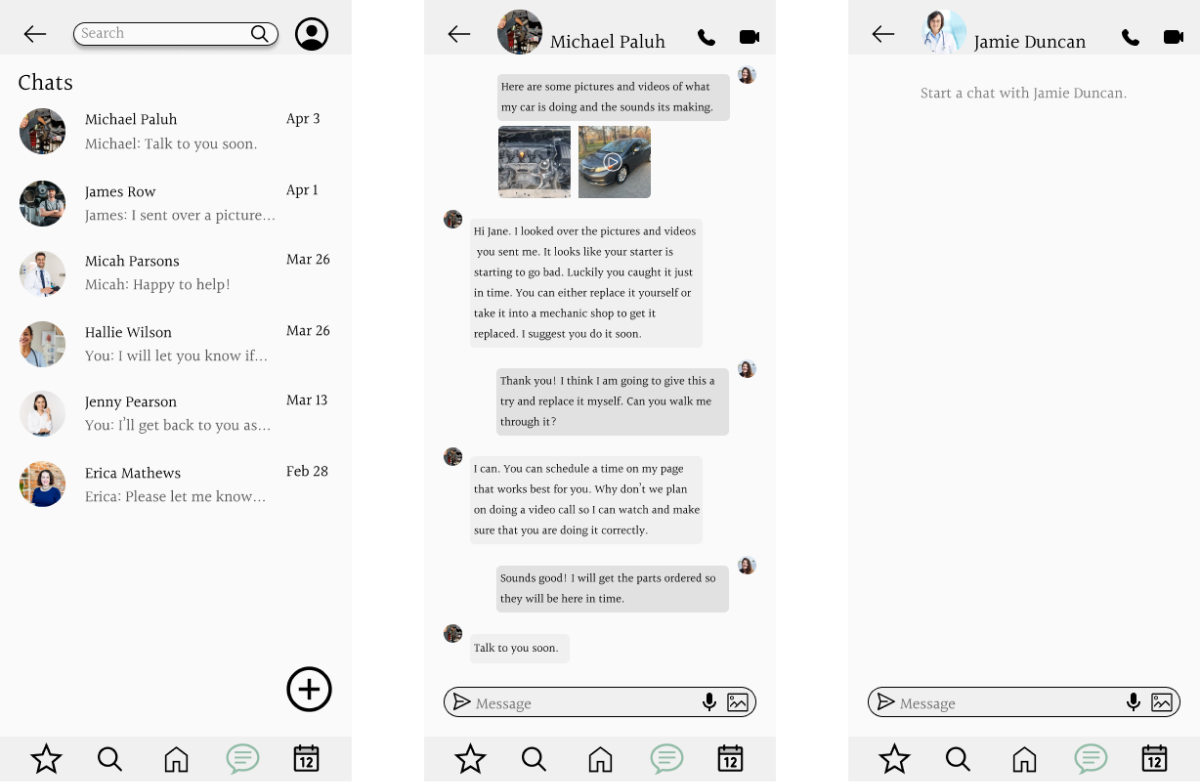 Search
Chats
Michael Paluh
Apr 3
Michael: Talk to you soon.
James Row
Apr 1
James: I sent over a picture...
Micah Parsons
Mar 26
Micah: Happy to help!
Hallie Wilson
Mar 26
You: I will let you know if...
Jenny Pearson
Mar 13
You: I'll get back to you as...
Erica Mathews
Feb 28
Erica: Please let me know...
12
Michael Paluh
Here are some pictures and videos of what
my car is doing and the sounds its making.
Hi Jane. I looked over the pictures and videos
you sent me. It looks like your starter is
starting to go bad. Luckily you caught it just
in time. You can either replace it yourself or
take it into a mechanic shop to get it
replaced. I suggest you do it soon.
Thank you! I think I am going to give this a
try and replace it myself. Can you walk me
through it?
I can. You can schedule a time on my page
that works best for you. Why don't we plan
on doing a video call so I can watch and make
sure that you are doing it correctly.
Sounds good! I will get the parts ordered so
they will be here in time.
Talk to you soon.
Message
12
Jamie Duncan
Start a chat with Jamie Duncan.
Message
12